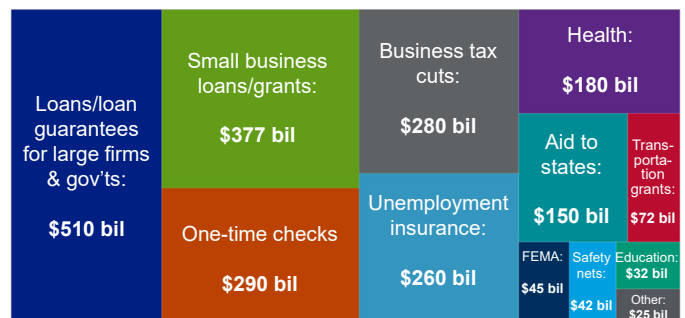 Loans/loan
guarantees
for large firms
& gov'ts:
$510 bil
Small business
loans/grants:
$377 bil
One-time checks
$290 bil
Business tax
cuts:
$280 bil
Unemployment
insurance:
$260 bil
Health:
$180 bil
Aid to
states:
$150 bil
Trans-
porta-
tion
grants:
$72 bil
FEMA:
$45 bil
Safety
nets:
$42 bil
Education:
$32 bil
Other:
$25 bil